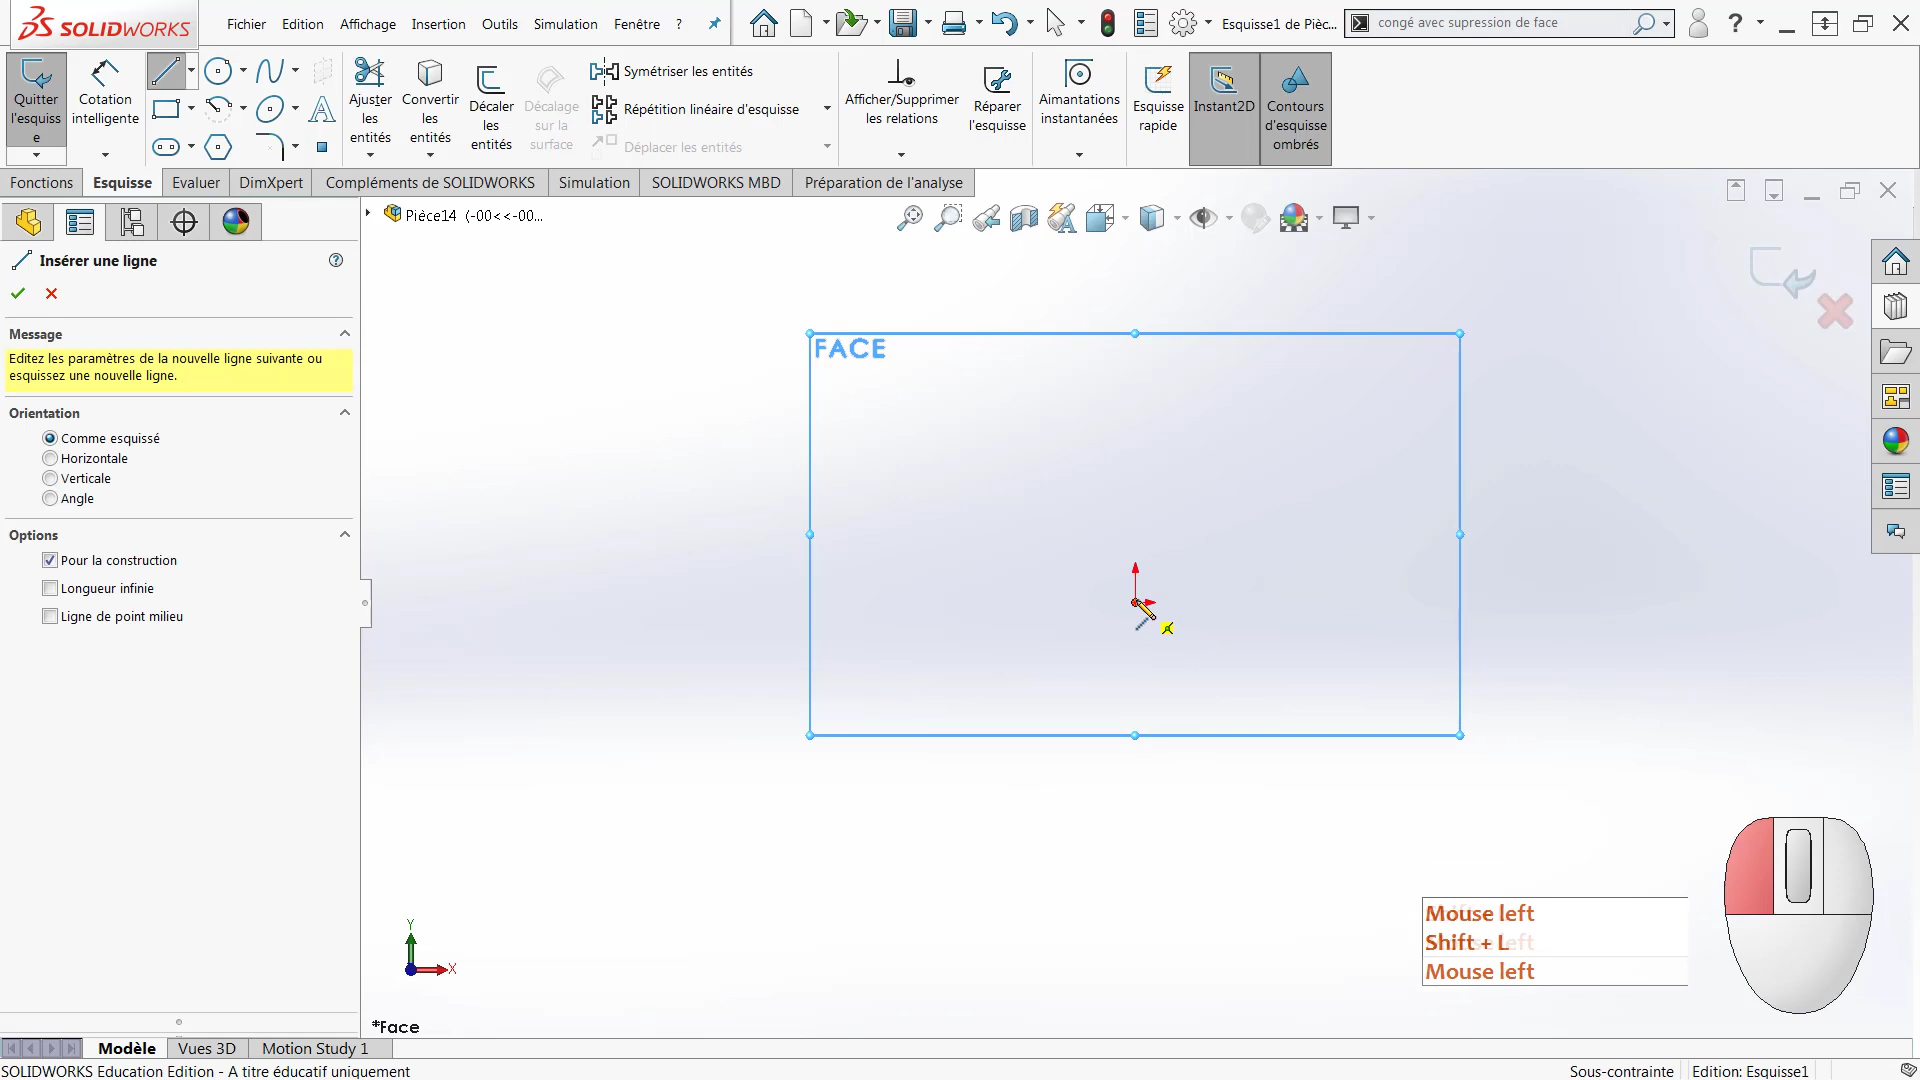 SOLIDWORKS
Fichier Edition Affichage Insertion Outils Simulation Fenêtre ?
Esquisse1 de Pièc...
congé avec supression de face
?
Quitter l'esquiss e
Cotation intelligente
Ajuster les entités
Convertir les entités
Décaler les entités
Décalage sur la surface
Symétriser les entités
Répétition linéaire d'esquisse
Déplacer les entités
Afficher/Supprimer les relations
Réparer l'esquisse
Aimantations instantanées
Esquisse rapide
Instant2D
Contours d'esquisse ombrés
Fonctions Esquisse Evaluer DimXpert Compléments de SOLIDWORKS Simulation SOLIDWORKS MBD Préparation de l'analyse
Pièce14 (-00<<-00...
Insérer une ligne
Message
Editez les paramètres de la nouvelle ligne suivante ou
esquissez une nouvelle ligne.
Orientation
Comme esquissé
Horizontale
Verticale
Angle
Options
Pour la construction
Longueur infinie
Ligne de point milieu
FACE
Y
X
*Face
Mouse left
Shift + L
Mouse left
Modèle Vues 3D Motion Study 1
SOLIDWORKS Education Edition - A titre éducatif uniquement
Sous-contrainte
Edition: Esquisse1